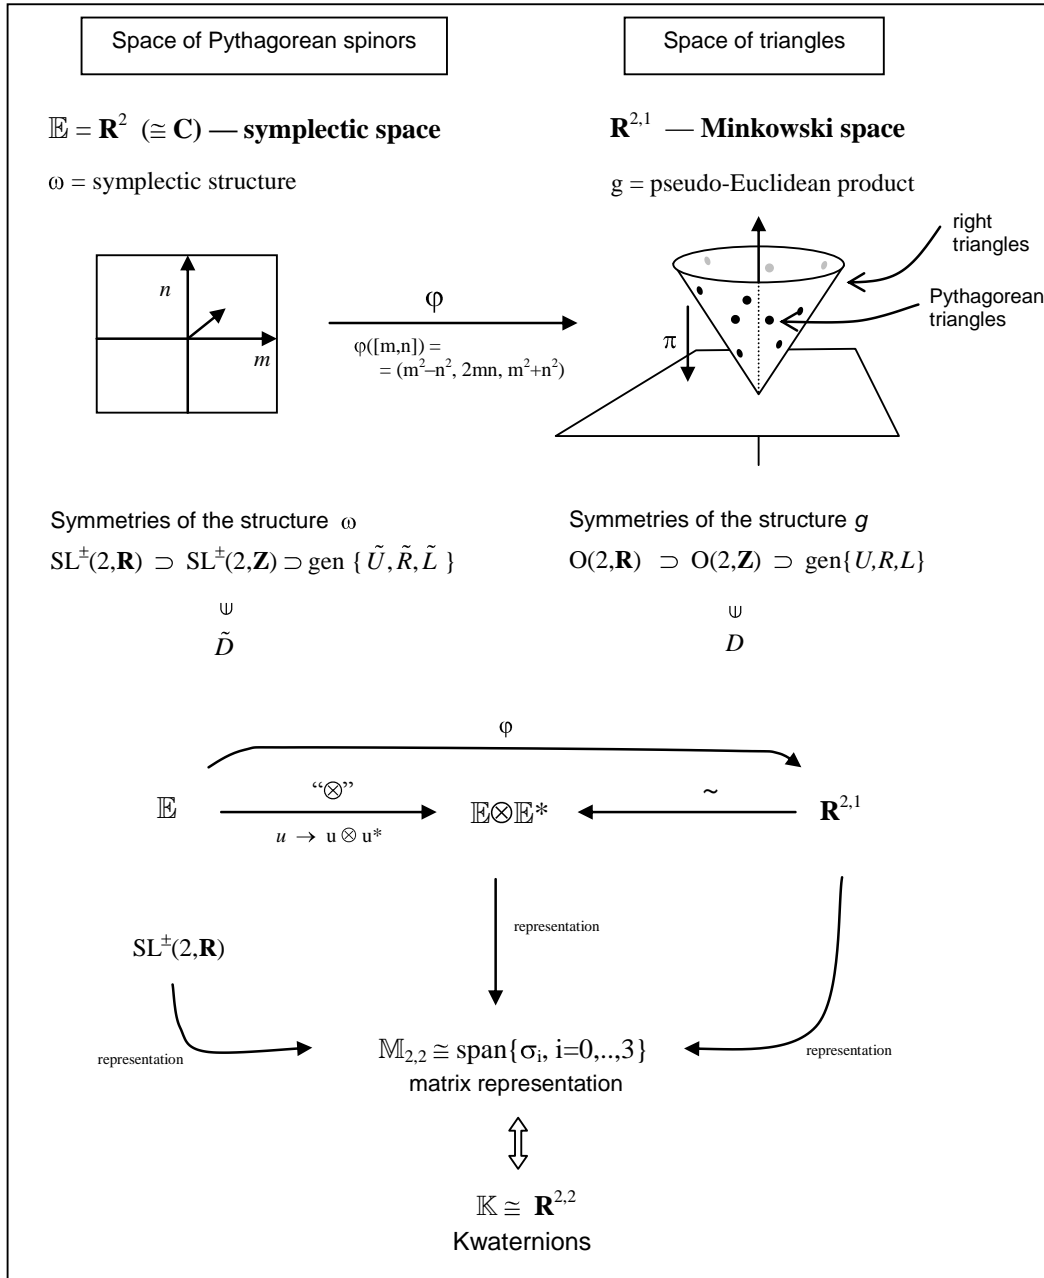 Space of Pythagorean spinors
Space of triangles
𝔼 = R² (≅ C) — symplectic space
R²,¹ — Minkowski space
ω = symplectic structure
g = pseudo-Euclidean product
right
triangles
n
m
φ
φ([m,n]) =
= (m²–n², 2mn, m²+n²)
π
Pythagorean
triangles
Symmetries of the structure ω
SL±(2,R) ⊃ SL±(2,Z) ⊃ gen { Ũ, R̃, L̃ }
⋓
D̃
Symmetries of the structure g
O(2,R) ⊃ O(2,Z) ⊃ gen{U,R,L}
⋓
D
φ
𝔼
“⊗”
u → u ⊗ u*
𝔼⊗𝔼*
~
R²,¹
representation
SL±(2,R)
representation
representation
𝕄₂,₂ ≅ span{σᵢ, i=0,..,3}
matrix representation
𝕂 ≅ R²,²
Kwaternions